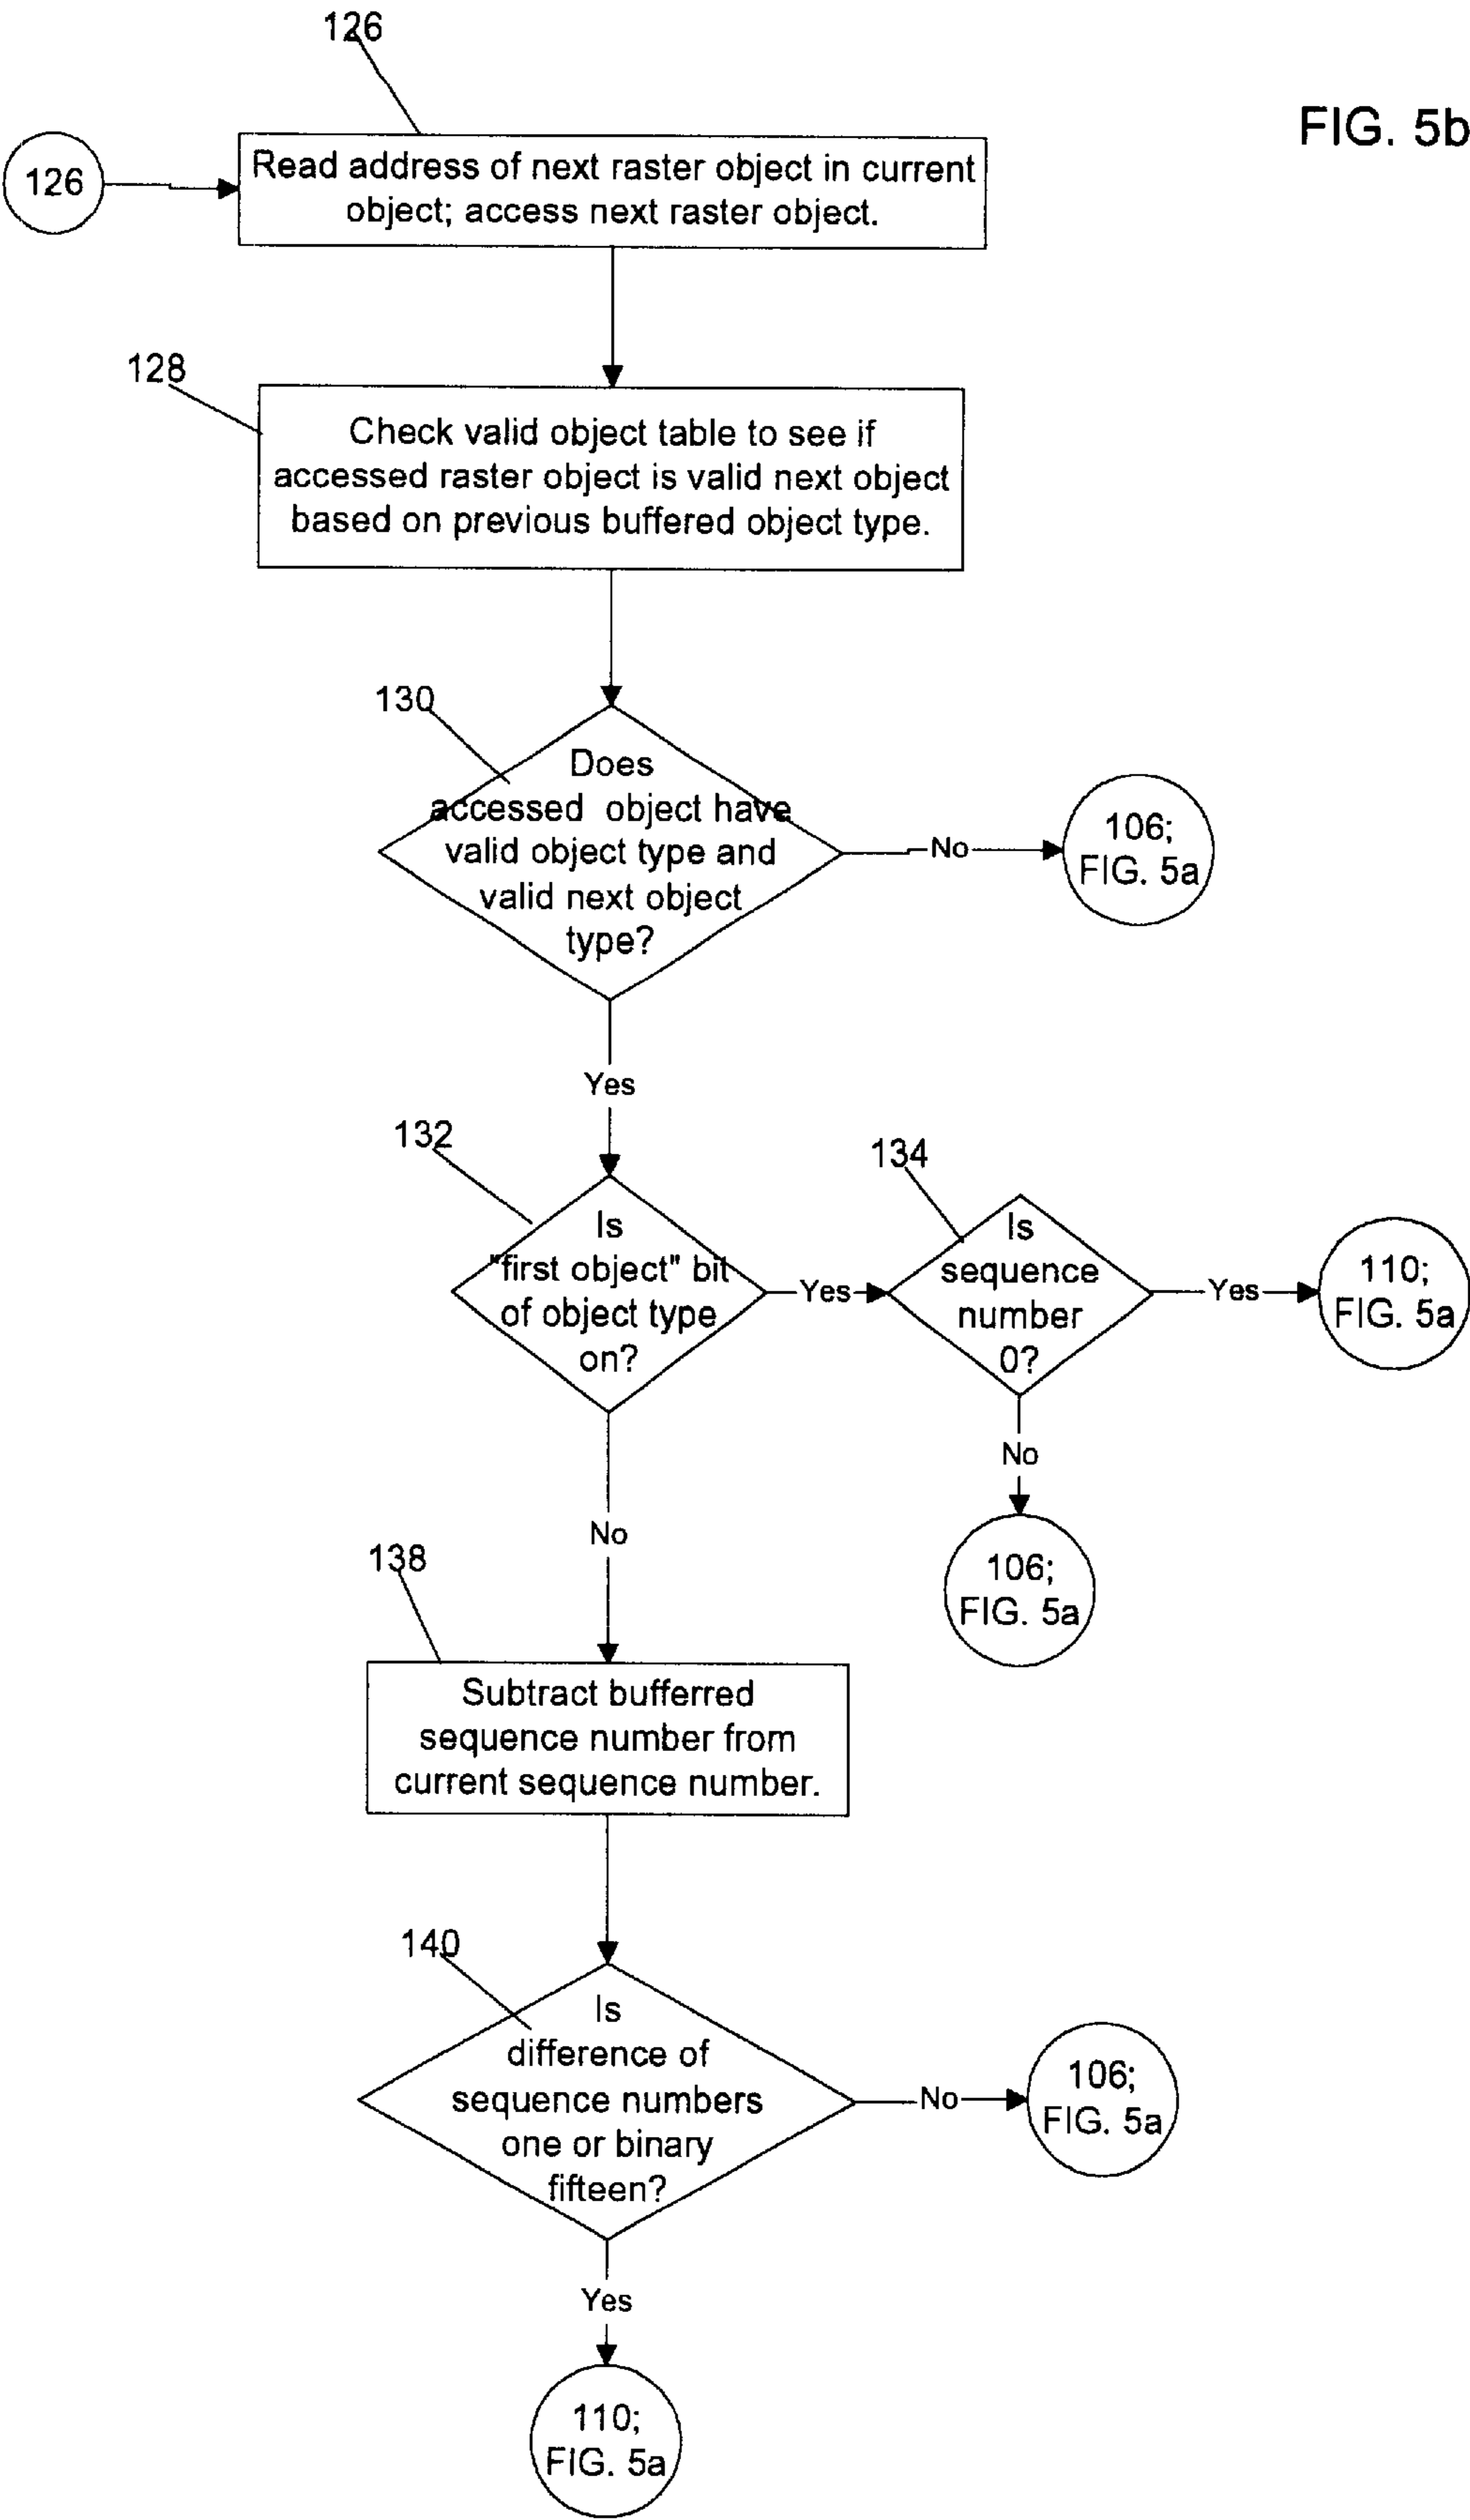 126
FIG. 5b
126
Read address of next raster object in current
object; access next raster object.
128
Check valid object table to see if
accessed raster object is valid next object
based on previous buffered object type.
130
Does
accessed object have
valid object type and
valid next object
type?
No
106;
FIG. 5a
Yes
132
Is
"first object" bit
of object type
on?
Yes
134
Is
sequence
number
0?
Yes
110;
FIG. 5a
No
106;
FIG. 5a
No
138
Subtract bufferred
sequence number from
current sequence number.
140
Is
difference of
sequence numbers
one or binary
fifteen?
No
106;
FIG. 5a
Yes
110;
FIG. 5a